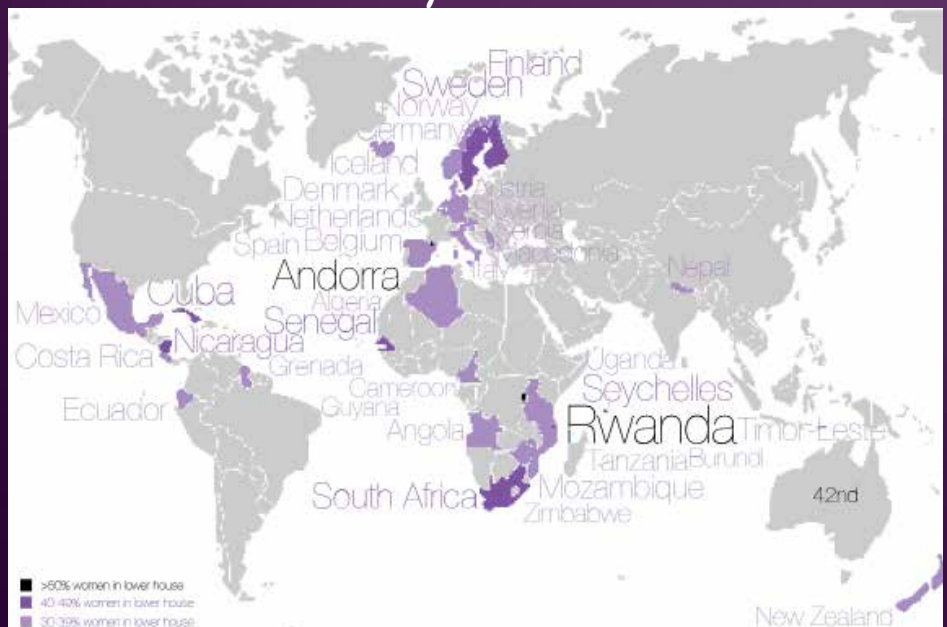 Finland
Sweden
Norway
Germany
Iceland
Denmark
Austria
Netherlands
Slovenia
Serbia
Spain Belgium
Macedonia
Italy
Andorra
Nepal
Algeria
Cuba
Mexico
Senegal
Nicaragua
Costa Rica
Grenada
Uganda
Cameroon
Seychelles
Ecuador
Guyana
Rwanda
Angola
Timor-Leste
Tanzania Burundi
South Africa
Mozambique
42nd
Zimbabwe
>50% women in lower house
40-49% women in lower house
30-39% women in lower house
New Zealand